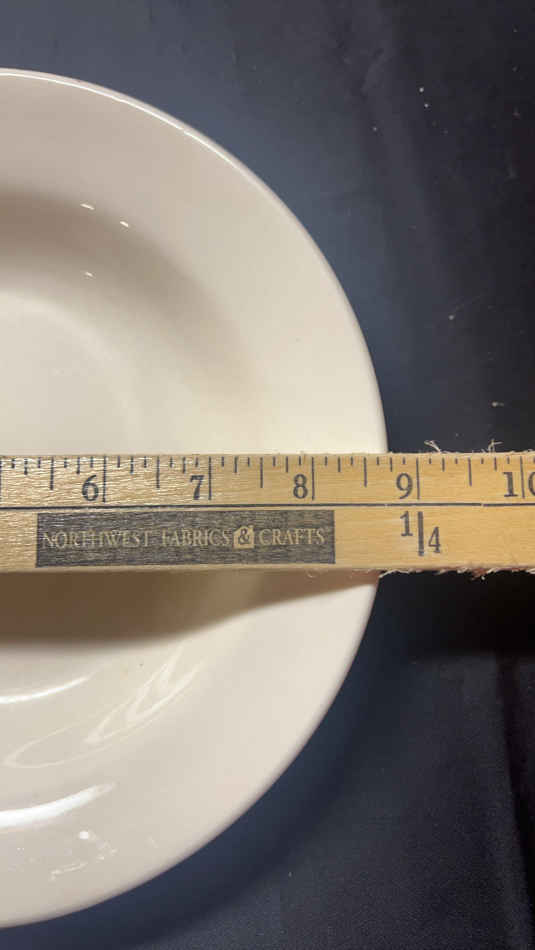 6 7 8 9 10
NORTHWEST FABRICS & CRAFTS
1|4